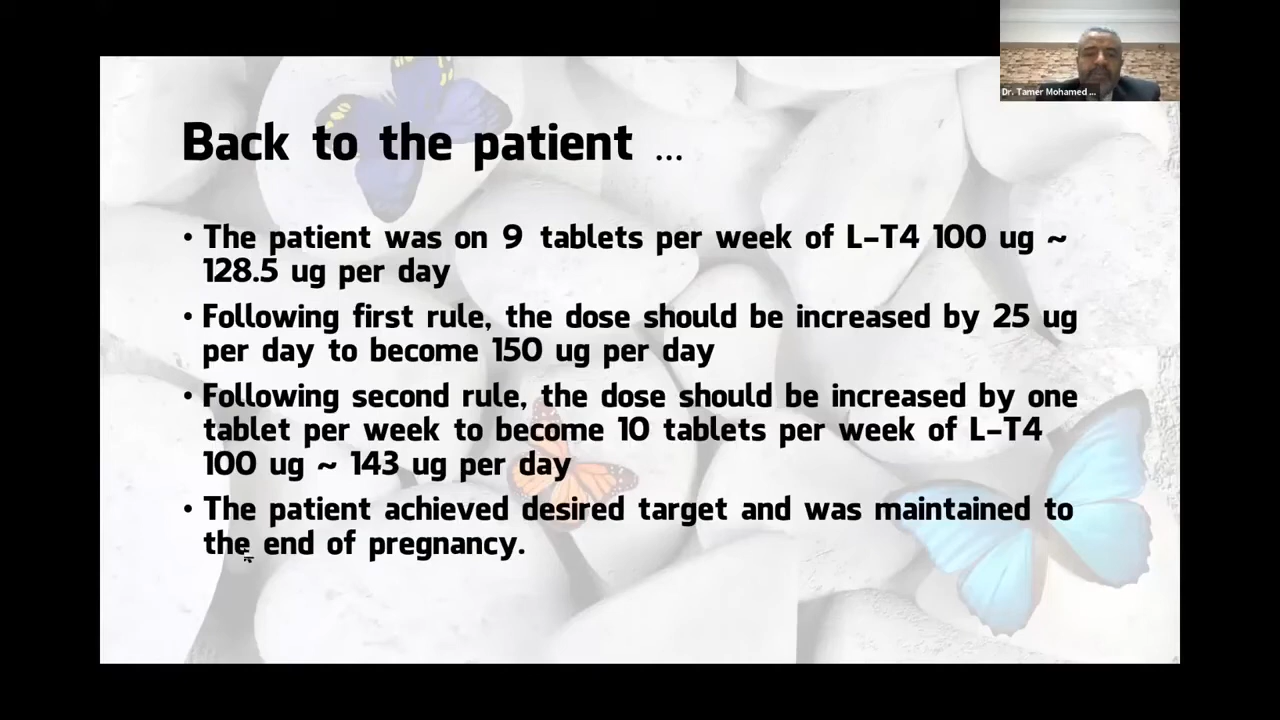 Dr. Tamer Mohamed ...
Back to the patient ...
• The patient was on 9 tablets per week of L-T4 100 ug ~
128.5 ug per day
• Following first rule, the dose should be increased by 25 ug
per day to become 150 ug per day
• Following second rule, the dose should be increased by one
tablet per week to become 10 tablets per week of L-T4
100 ug ~ 143 ug per day
• The patient achieved desired target and was maintained to
the end of pregnancy.